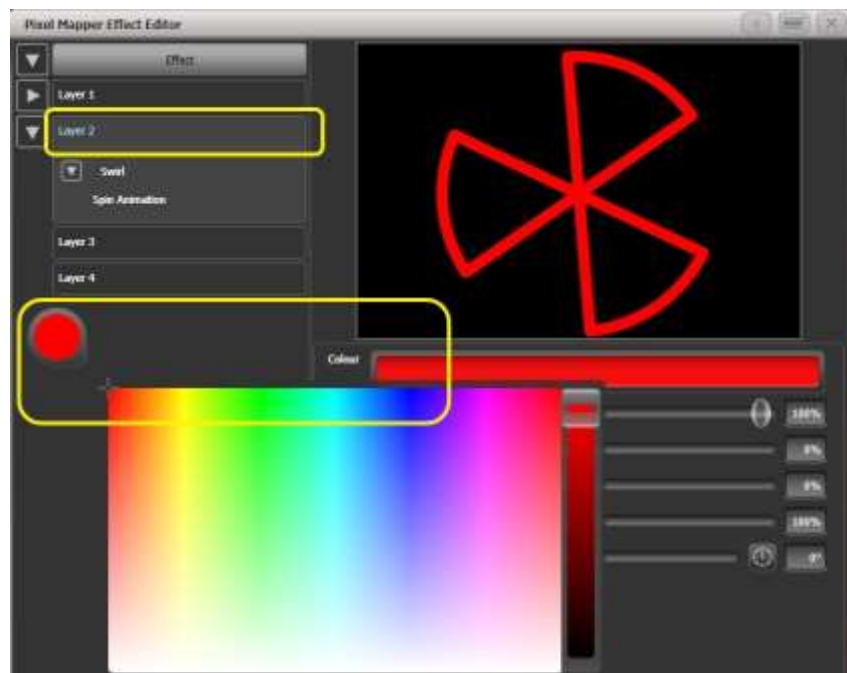 Pixel Mapper Effect Editor
Effect
Layer 1
Layer 2
Swirl
Spin Animation
Layer 3
Layer 4
Colour
100%
0%
0%
100%
0°